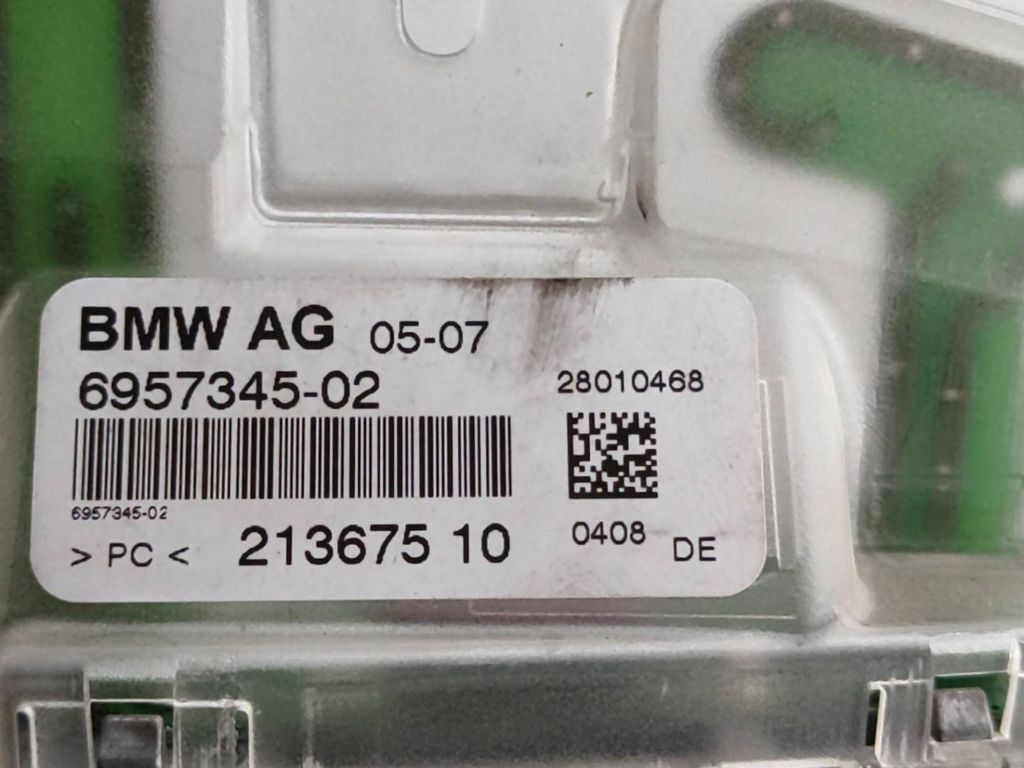 BMW AG 05-07
6957345-02
28010468
6957345-02
> PC < 213675 10
0408 DE